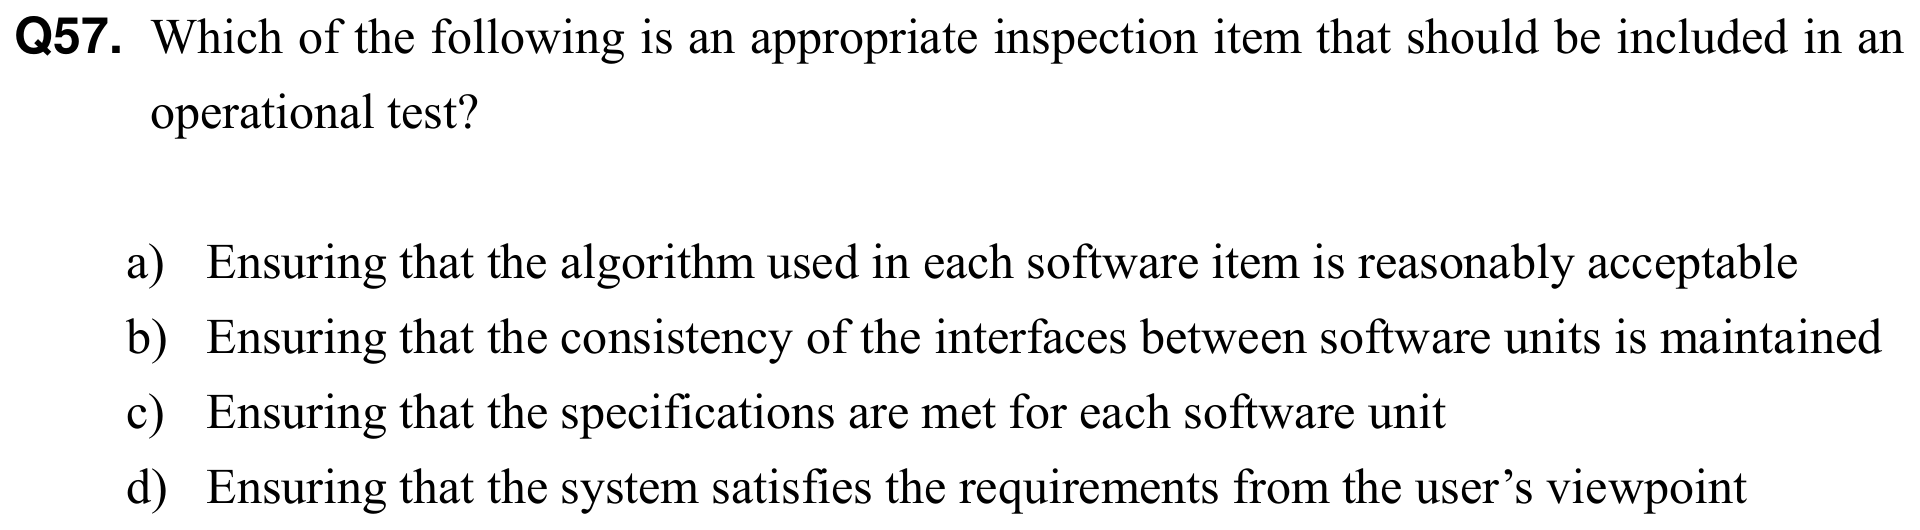 Q57. Which of the following is an appropriate inspection item that should be included in an
operational test?
a) Ensuring that the algorithm used in each software item is reasonably acceptable
b) Ensuring that the consistency of the interfaces between software units is maintained
c) Ensuring that the specifications are met for each software unit
d) Ensuring that the system satisfies the requirements from the user’s viewpoint